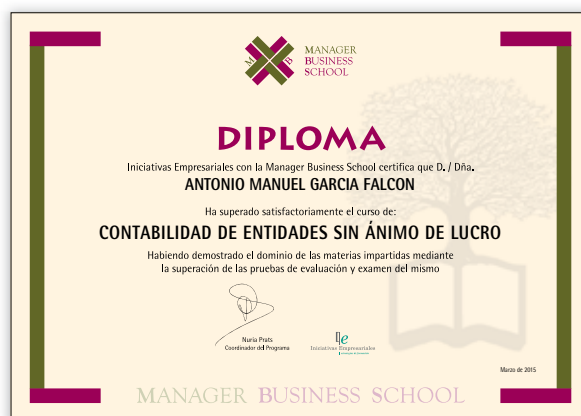 MANAGER
BUSINESS
SCHOOL
M B
DIPLOMA
Iniciativas Empresariales con la Manager Business School certifica que D. / Dña.
ANTONIO MANUEL GARCIA FALCON
Ha superado satisfactoriamente el curso de:
CONTABILIDAD DE ENTIDADES SIN ÁNIMO DE LUCRO
Habiendo demostrado el dominio de las materias impartidas mediante
la superación de las pruebas de evaluación y examen del mismo
Nuria Prats
Coordinador del Programa
Iniciativas Empresariales
Marzo de 2015
MANAGER BUSINESS SCHOOL